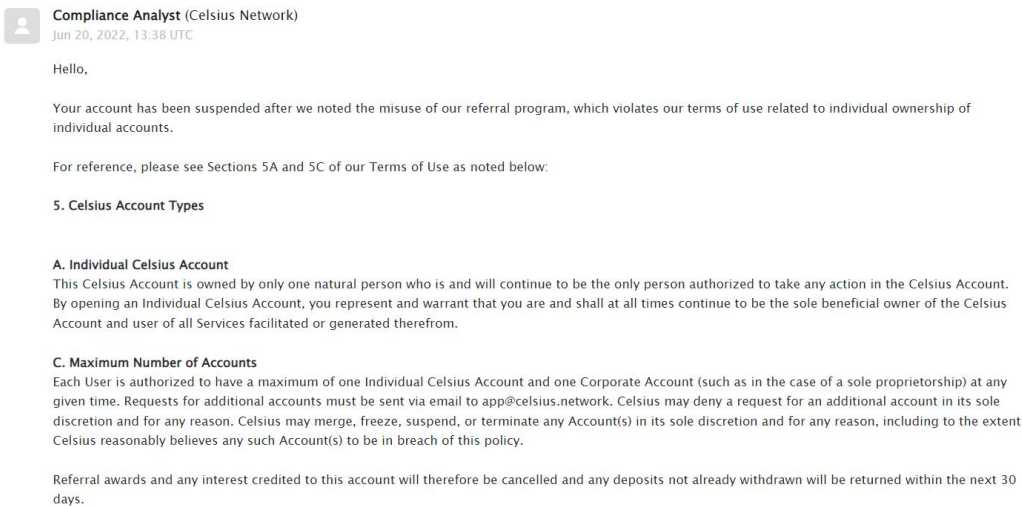 Compliance Analyst (Celsius Network)
Jun 20, 2022, 13:38 UTC
Hello,
Your account has been suspended after we noted the misuse of our referral program, which violates our terms of use related to individual ownership of
individual accounts.
For reference, please see Sections 5A and 5C of our Terms of Use as noted below:
5. Celsius Account Types
A. Individual Celsius Account
This Celsius Account is owned by only one natural person who is and will continue to be the only person authorized to take any action in the Celsius Account.
By opening an Individual Celsius Account, you represent and warrant that you are and shall at all times continue to be the sole beneficial owner of the Celsius
Account and user of all Services facilitated or generated therefrom.
C. Maximum Number of Accounts
Each User is authorized to have a maximum of one Individual Celsius Account and one Corporate Account (such as in the case of a sole proprietorship) at any
given time. Requests for additional accounts must be sent via email to app@celsius.network. Celsius may deny a request for an additional account in its sole
discretion and for any reason. Celsius may merge, freeze, suspend, or terminate any Account(s) in its sole discretion and for any reason, including to the extent
Celsius reasonably believes any such Account(s) to be in breach of this policy.
Referral awards and any interest credited to this account will therefore be cancelled and any deposits not already withdrawn will be returned within the next 30
days.